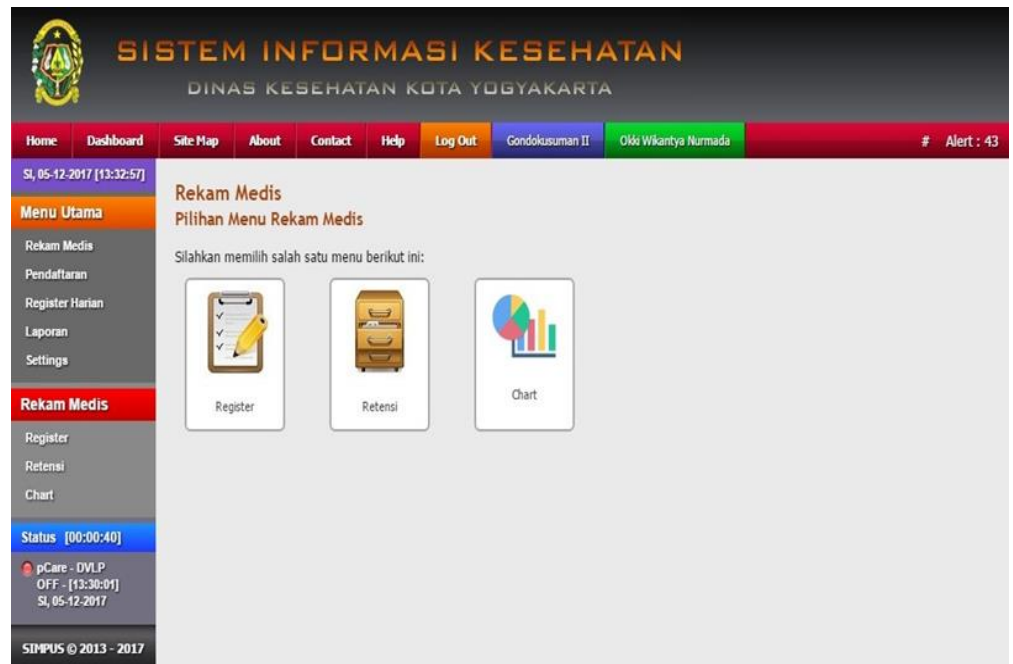 SISTEM INFORMASI KESEHATAN
DINAS KESEHATAN KOTA YOGYAKARTA
Home Dashboard Site Map About Contact Help Log Out Gondokusuman II Okki Wikantya Nurmada # Alert : 43
Sl, 05-12-2017 [13:32:57]
Menu Utama
Rekam Medis
Pendaftaran
Register Harian
Laporan
Settings
Rekam Medis
Register
Retensi
Chart
Status [00:00:40]
pCare - DVLP
OFF - [13:30:01]
Sl, 05-12-2017
SIMPUS © 2013 - 2017
Rekam Medis
Pilihan Menu Rekam Medis
Silahkan memilih salah satu menu berikut ini:
Register Retensi Chart